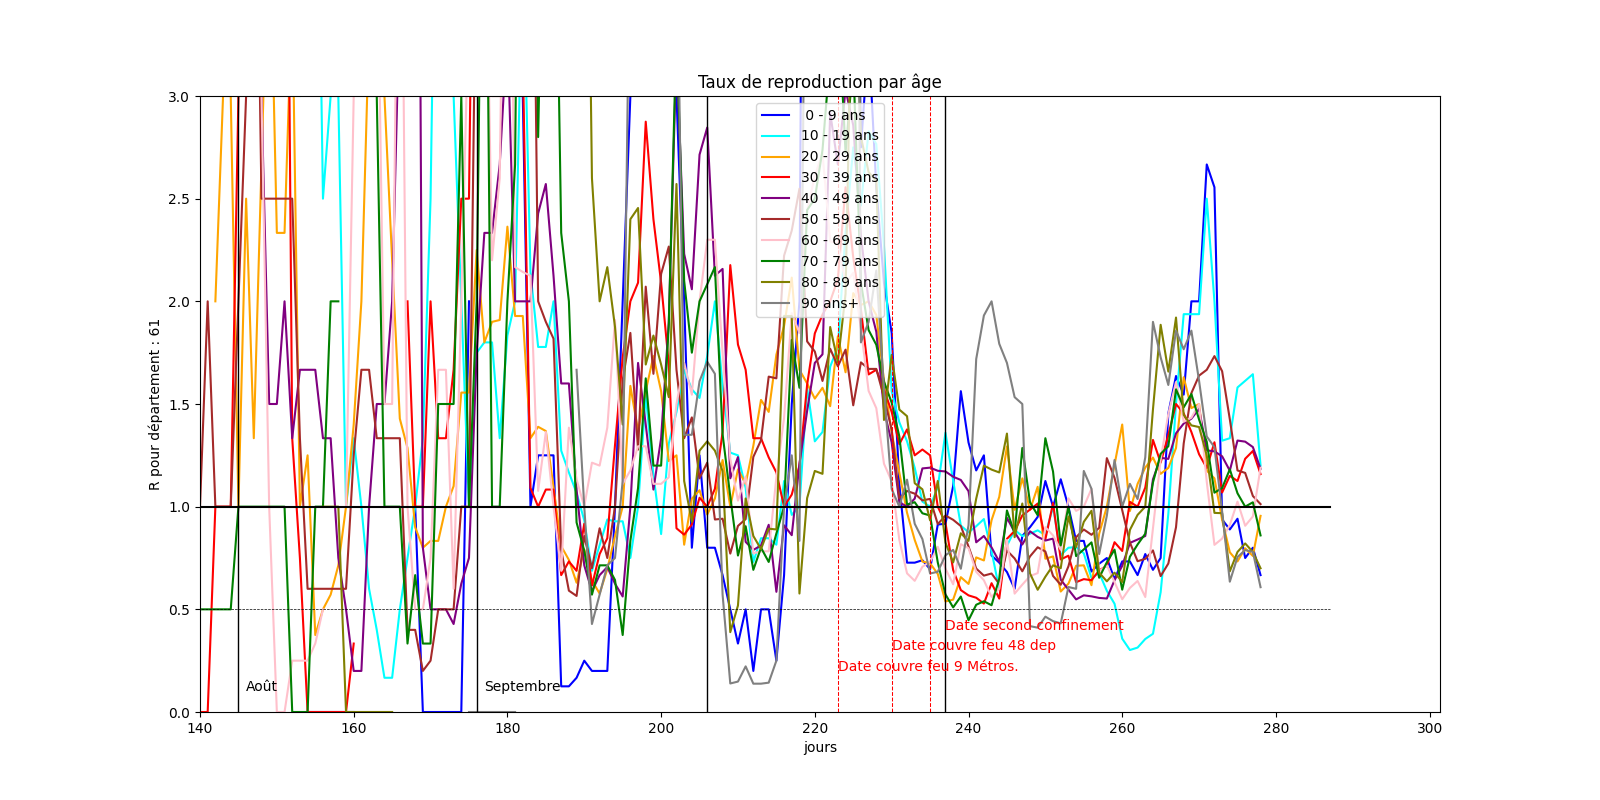 Taux de reproduction par âge
3.0
2.5
2.0
1.5
1.0
0.5
0.0
R pour département : 61
0 - 9 ans
10 - 19 ans
20 - 29 ans
30 - 39 ans
40 - 49 ans
50 - 59 ans
60 - 69 ans
70 - 79 ans
80 - 89 ans
90 ans+
Date second confinement
Date couvre feu 48 dep
Date couvre feu 9 Métros.
Août
Septembre
140
160
180
200
220
240
260
280
300
jours